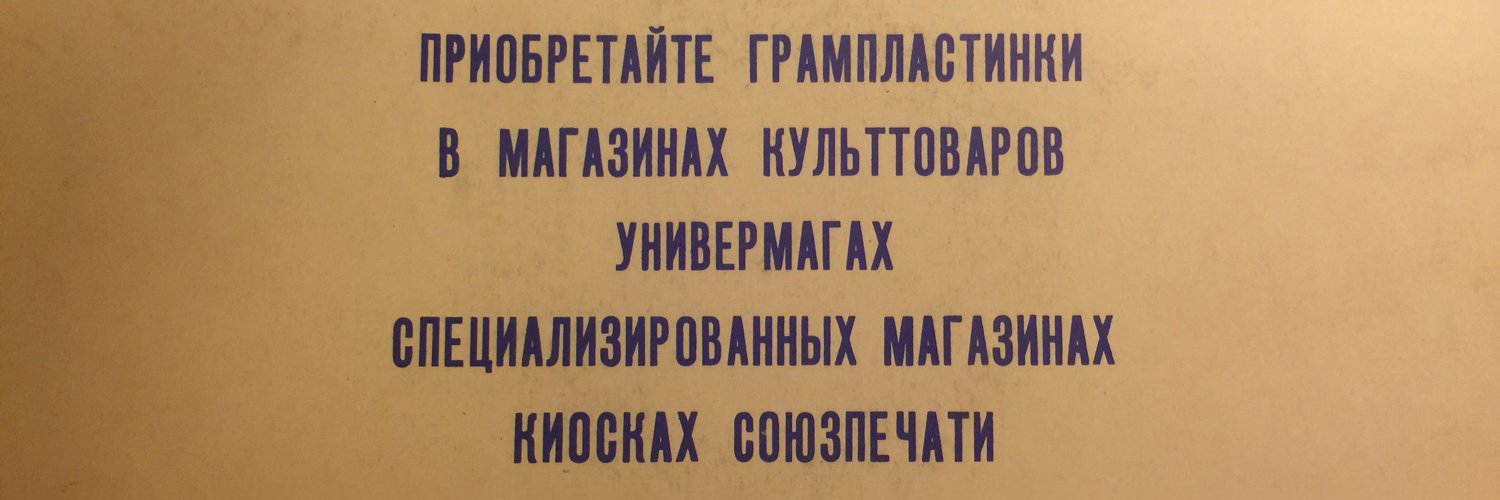 ПРИОБРЕТАЙТЕ ГРАМПЛАСТИНКИ
В МАГАЗИНАХ КУЛЬТТОВАРОВ
УНИВЕРМАГАХ
СПЕЦИАЛИЗИРОВАННЫХ МАГАЗИНАХ
КИОСКАХ СОЮЗПЕЧАТИ